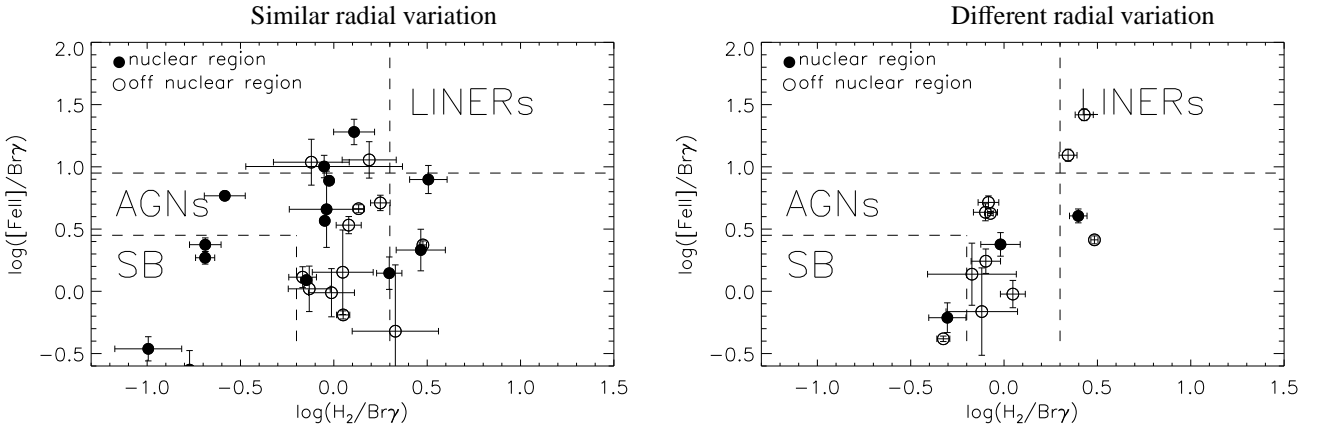 Similar radial variation
2.0
1.5
1.0
0.5
0.0
−0.5
log([FeII]/Brγ)
● nuclear region
○ off nuclear region
LINERs
AGNs
SB
−1.0 −0.5 0.0 0.5 1.0 1.5
log(H₂/Brγ)
Different radial variation
2.0
1.5
1.0
0.5
0.0
−0.5
log([FeII]/Brγ)
● nuclear region
○ off nuclear region
LINERs
AGNs
SB
−1.0 −0.5 0.0 0.5 1.0 1.5
log(H₂/Brγ)